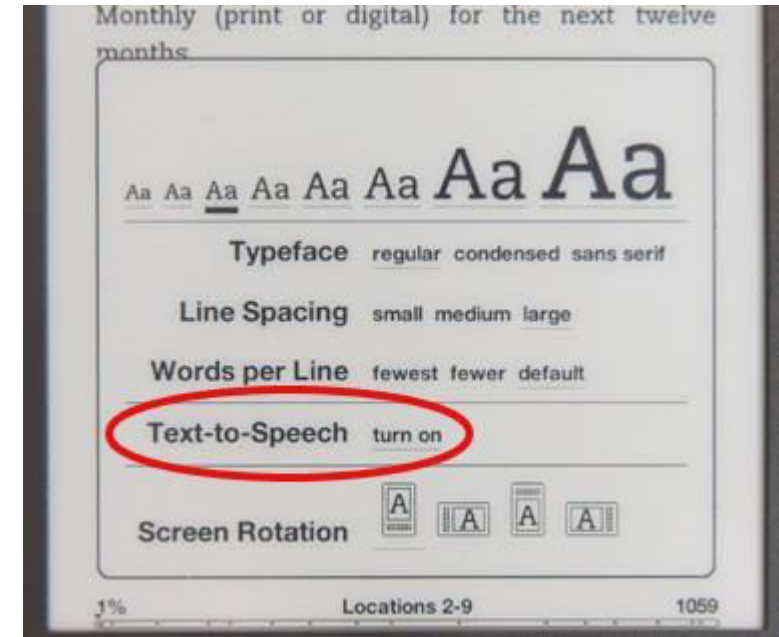 Monthly (print or digital) for the next twelve
months
Aa Aa Aa Aa Aa Aa Aa Aa
Typeface regular condensed sans serif
Line Spacing small medium large
Words per Line fewest fewer default
Text-to-Speech turn on
Screen Rotation A A A A
1% Locations 2-9 1059